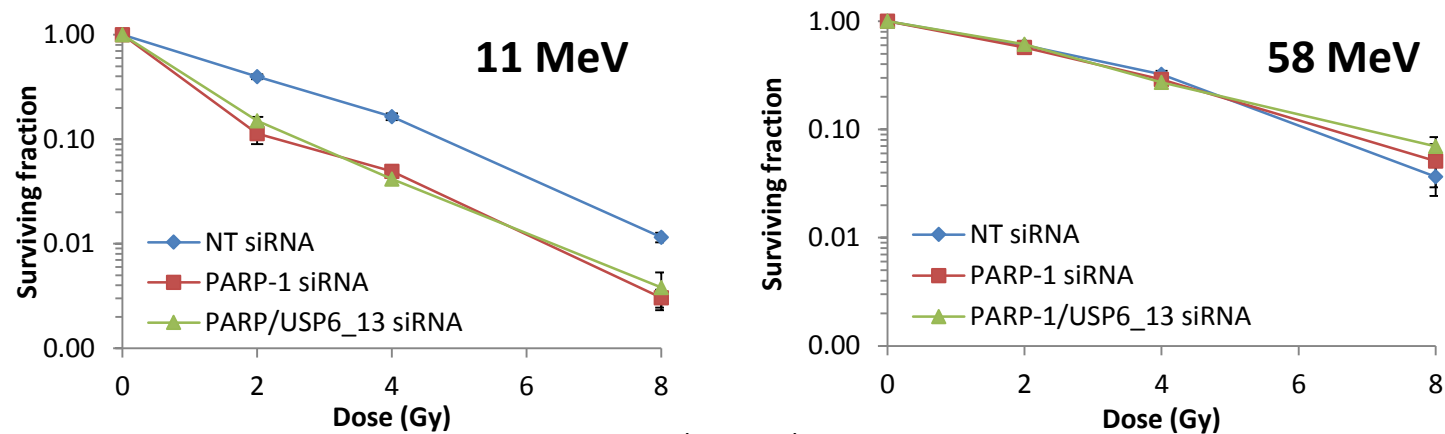 11 MeV
Surviving fraction
1.00
0.10
0.01
0.00
NT siRNA
PARP-1 siRNA
PARP/USP6_13 siRNA
0 2 4 6 8
Dose (Gy)
58 MeV
Surviving fraction
1.00
0.10
0.01
0.00
NT siRNA
PARP-1 siRNA
PARP-1/USP6_13 siRNA
0 2 4 6 8
Dose (Gy)